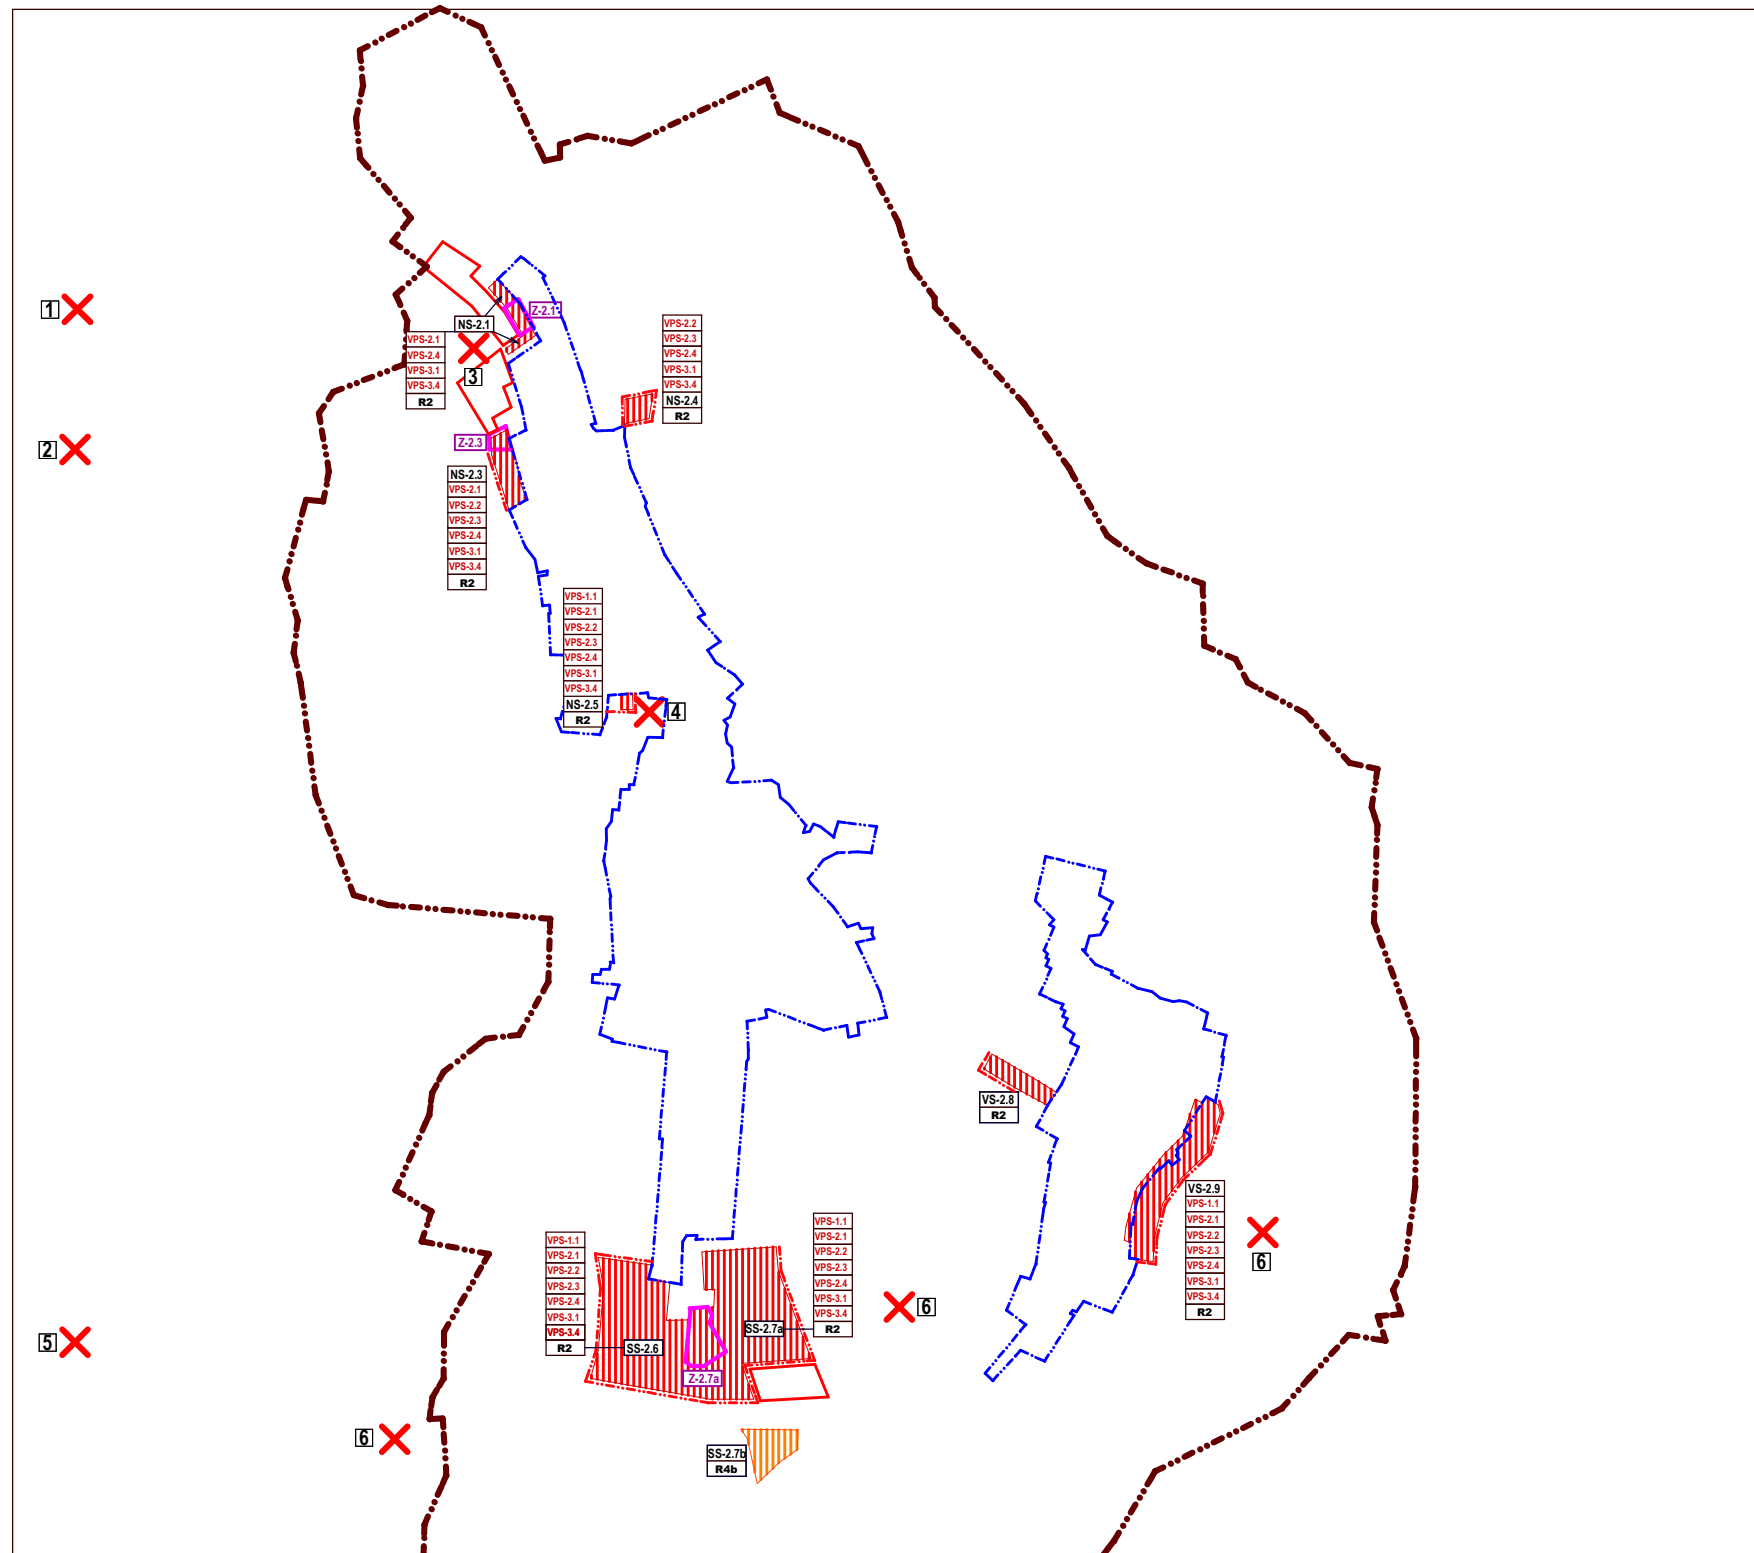 1
Z-2.1
NS-2.1
VPS-2.1
VPS-2.4
VPS-3.1
VPS-3.4
R2
3
VPS-2.2
VPS-2.3
VPS-2.4
VPS-3.1
VPS-3.4
NS-2.4
R2
2
Z-2.3
NS-2.3
VPS-2.1
VPS-2.2
VPS-2.3
VPS-2.4
VPS-3.1
VPS-3.4
R2
VPS-1.1
VPS-2.1
VPS-2.2
VPS-2.3
VPS-2.4
VPS-3.1
VPS-3.4
NS-2.5
R2
4
VS-2.8
R2
VS-2.9
VPS-1.1
VPS-2.1
VPS-2.2
VPS-2.3
VPS-2.4
VPS-3.1
VPS-3.4
R2
6
VPS-1.1
VPS-2.1
VPS-2.2
VPS-2.3
VPS-2.4
VPS-3.1
VPS-3.4
R2
SS-2.6
VPS-1.1
VPS-2.1
VPS-2.2
VPS-2.3
VPS-2.4
VPS-3.1
VPS-3.4
R2
SS-2.7a
6
5
Z-2.7a
6
SS-2.7b
R4b